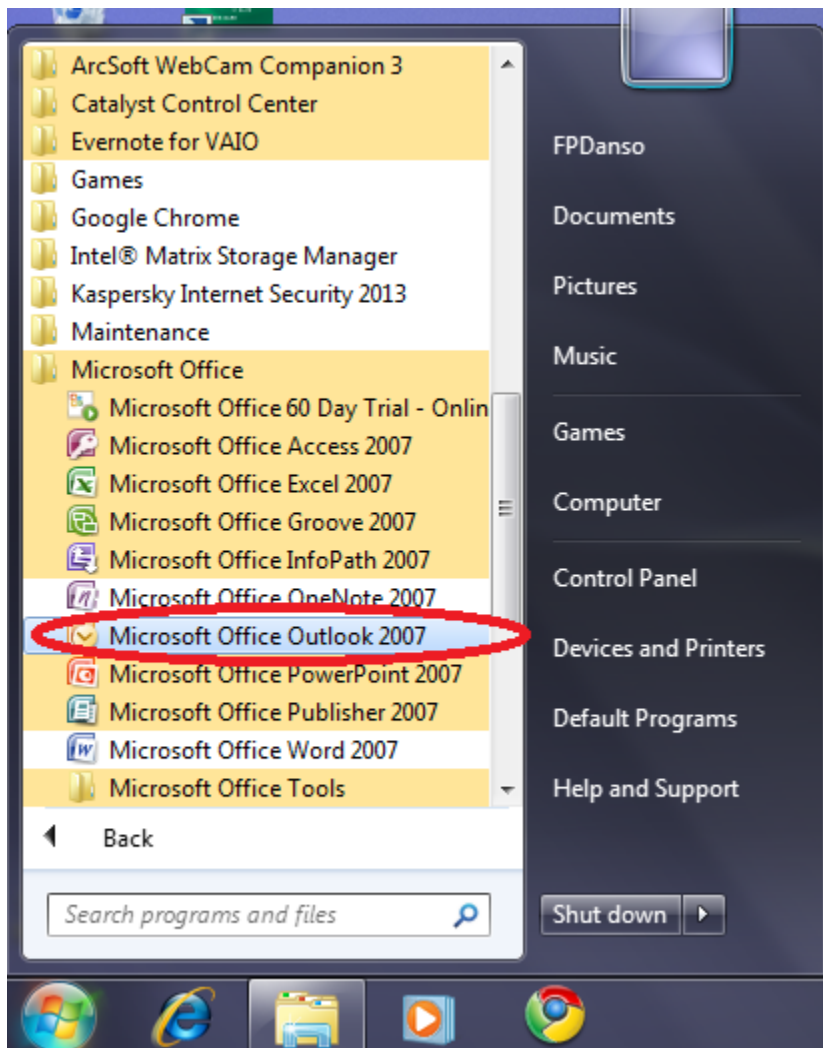 ArcSoft WebCam Companion 3
Catalyst Control Center
Evernote for VAIO
Games
Google Chrome
Intel® Matrix Storage Manager
Kaspersky Internet Security 2013
Maintenance
Microsoft Office
Microsoft Office 60 Day Trial - Onlin
Microsoft Office Access 2007
Microsoft Office Excel 2007
Microsoft Office Groove 2007
Microsoft Office InfoPath 2007
Microsoft Office OneNote 2007
Microsoft Office Outlook 2007
Microsoft Office PowerPoint 2007
Microsoft Office Publisher 2007
Microsoft Office Word 2007
Microsoft Office Tools
Back
Search programs and files
FPDanso
Documents
Pictures
Music
Games
Computer
Control Panel
Devices and Printers
Default Programs
Help and Support
Shut down